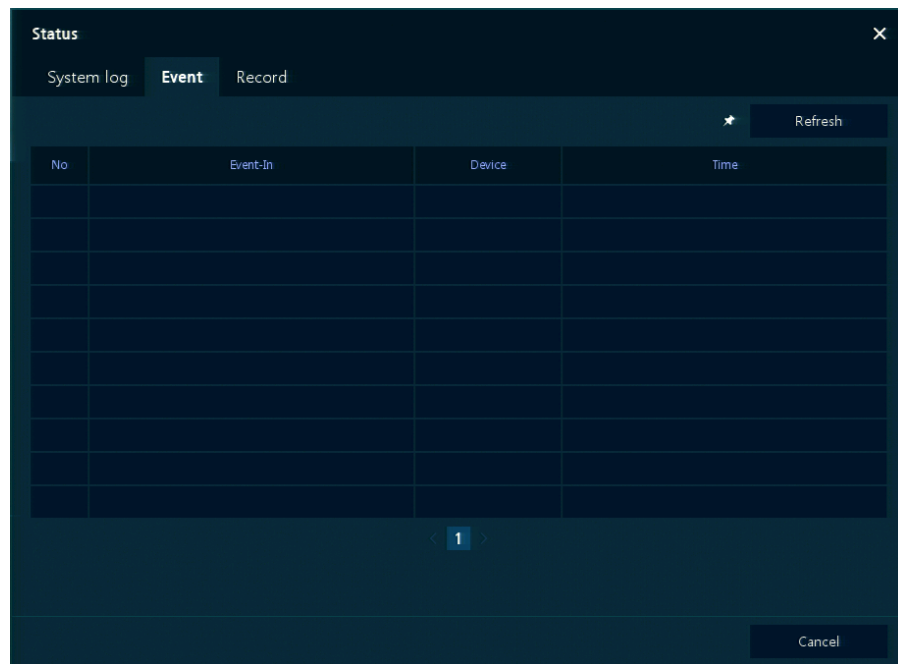 Status
System log Event Record
Refresh
No Event-In Device Time
1
Cancel